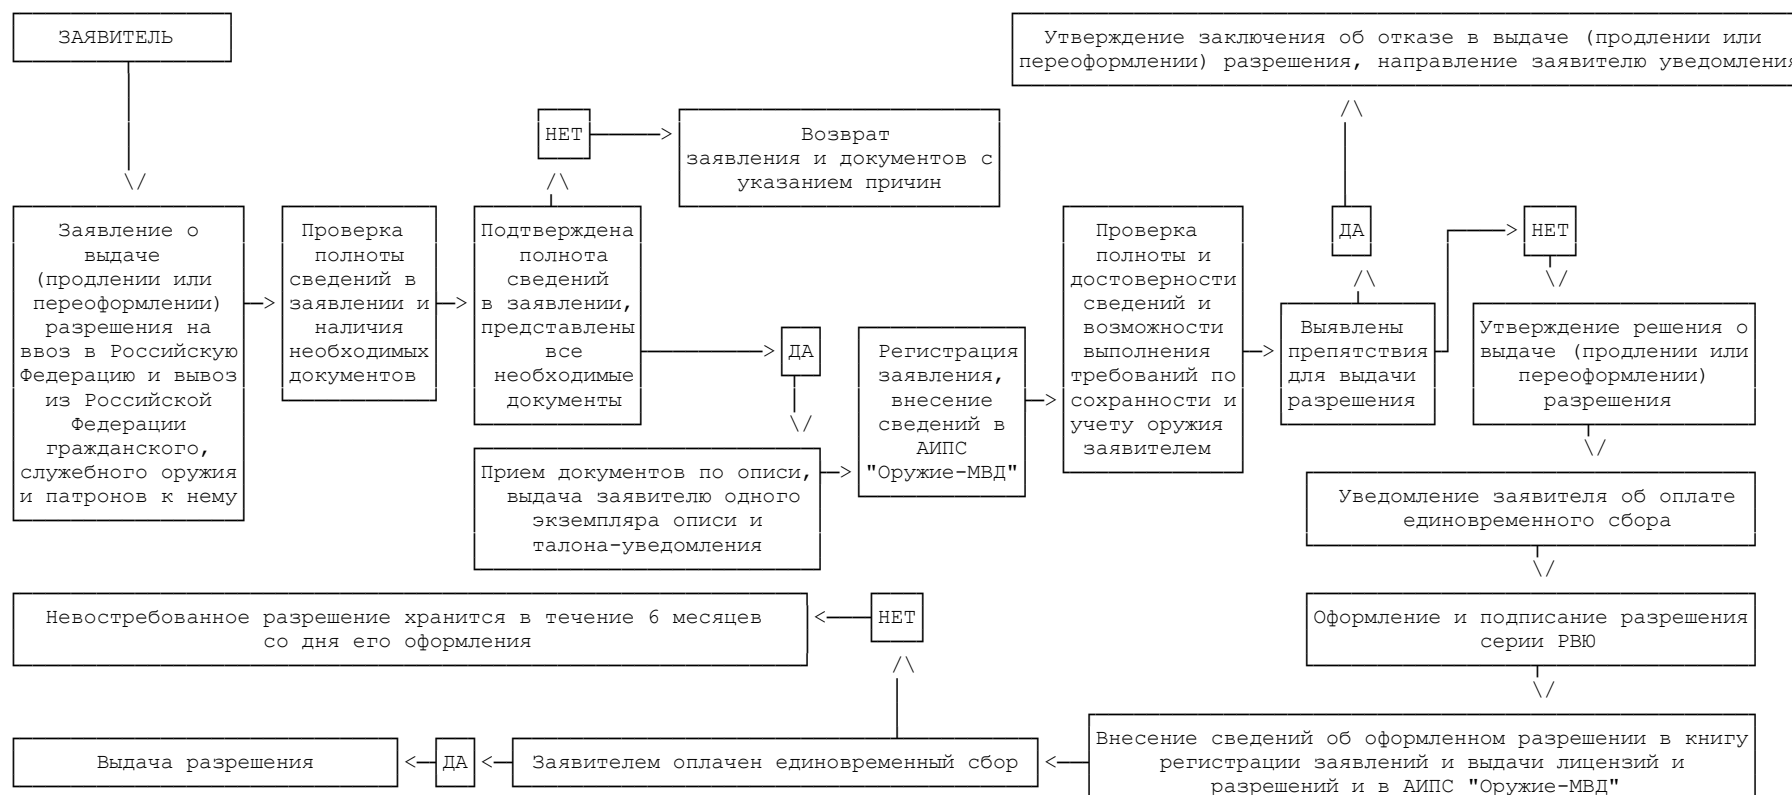 ЗАЯВИТЕЛЬ
Утверждение заключения об отказе в выдаче (продлении или
переоформлении) разрешения, направление заявителю уведомления
НЕТ
Возврат
заявления и документов с
указанием причин
Заявление о
выдаче
(продлении или
переоформлении)
разрешения на
ввоз в Российскую
Федерацию и вывоз
из Российской
Федерации
гражданского,
служебного оружия
и патронов к нему
Проверка
полноты
сведений в
заявлении и
наличия
необходимых
документов
Подтверждена
полнота
сведений
в заявлении,
представлены
все
необходимые
документы
ДА
Прием документов по описи,
выдача заявителю одного
экземпляра описи и
талона-уведомления
Регистрация
заявления,
внесение
сведений в
АИПС
"Оружие-МВД"
Проверка
полноты и
достоверности
сведений и
возможности
выполнения
требований по
сохранности и
учету оружия
заявителем
ДА
Выявлены
препятствия
для выдачи
разрешения
НЕТ
Утверждение решения о
выдаче (продлении или
переоформлении)
разрешения
Уведомление заявителя об оплате
единовременного сбора
Оформление и подписание разрешения
серии РВЮ
Внесение сведений об оформленном разрешении в книгу
регистрации заявлений и выдачи лицензий и
разрешений и в АИПС "Оружие-МВД"
Заявителем оплачен единовременный сбор
НЕТ
Невостребованное разрешение хранится в течение 6 месяцев
со дня его оформления
ДА
Выдача разрешения